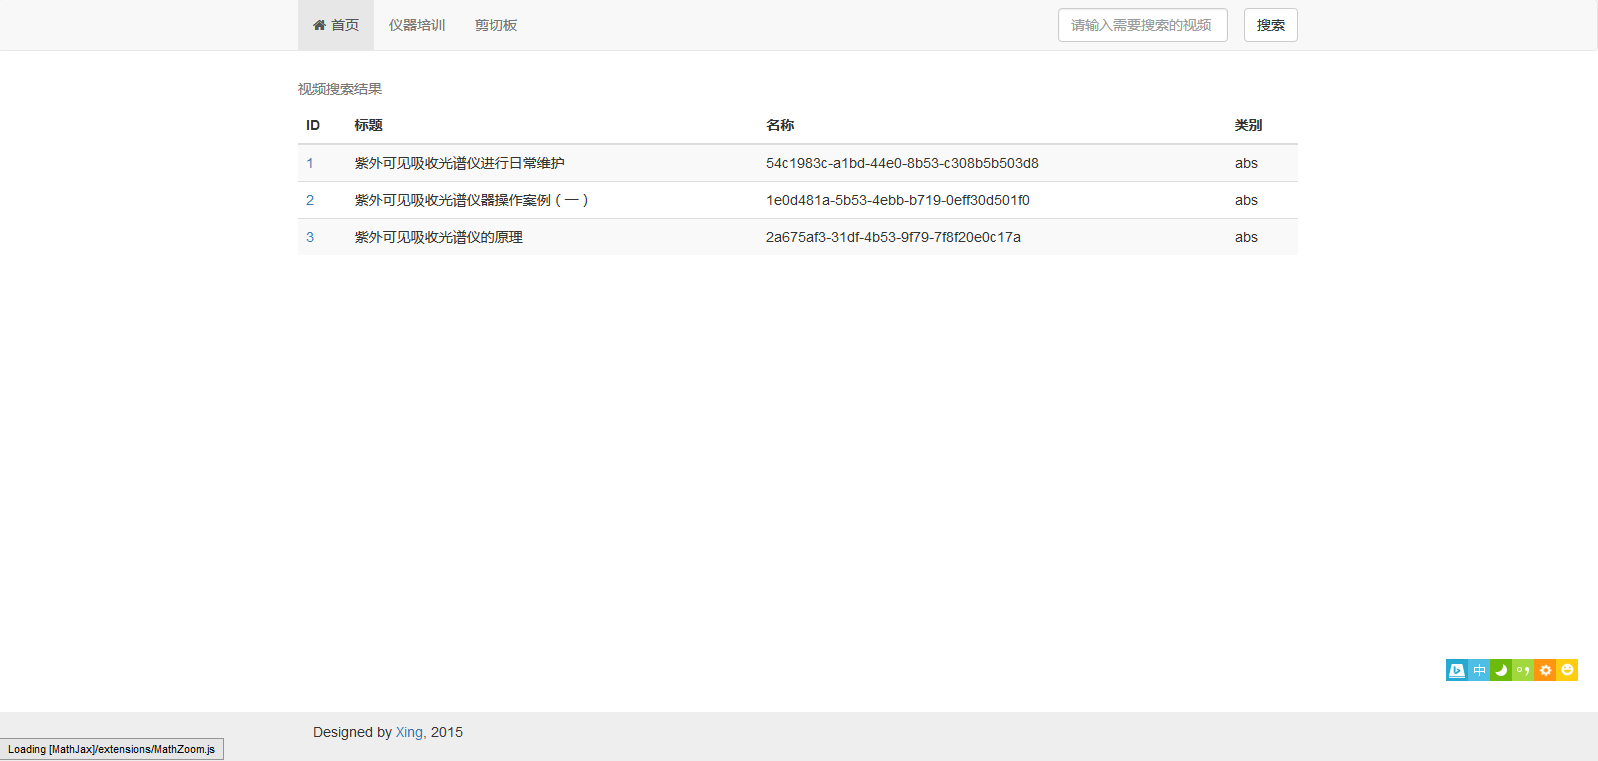 首页 仪器培训 剪切板 请输入需要搜索的视频 搜索
视频搜索结果
ID 标题 名称 类别
1 紫外可见吸收光谱仪进行日常维护 54c1983c-a1bd-44e0-8b53-c308b5b503d8 abs
2 紫外可见吸收光谱仪器操作案例（一） 1e0d481a-5b53-4ebb-b719-0eff30d501f0 abs
3 紫外可见吸收光谱仪的原理 2a675af3-31df-4b53-9f79-7f8f20e0c17a abs
中
Designed by Xing, 2015
Loading [MathJax]/extensions/MathZoom.js